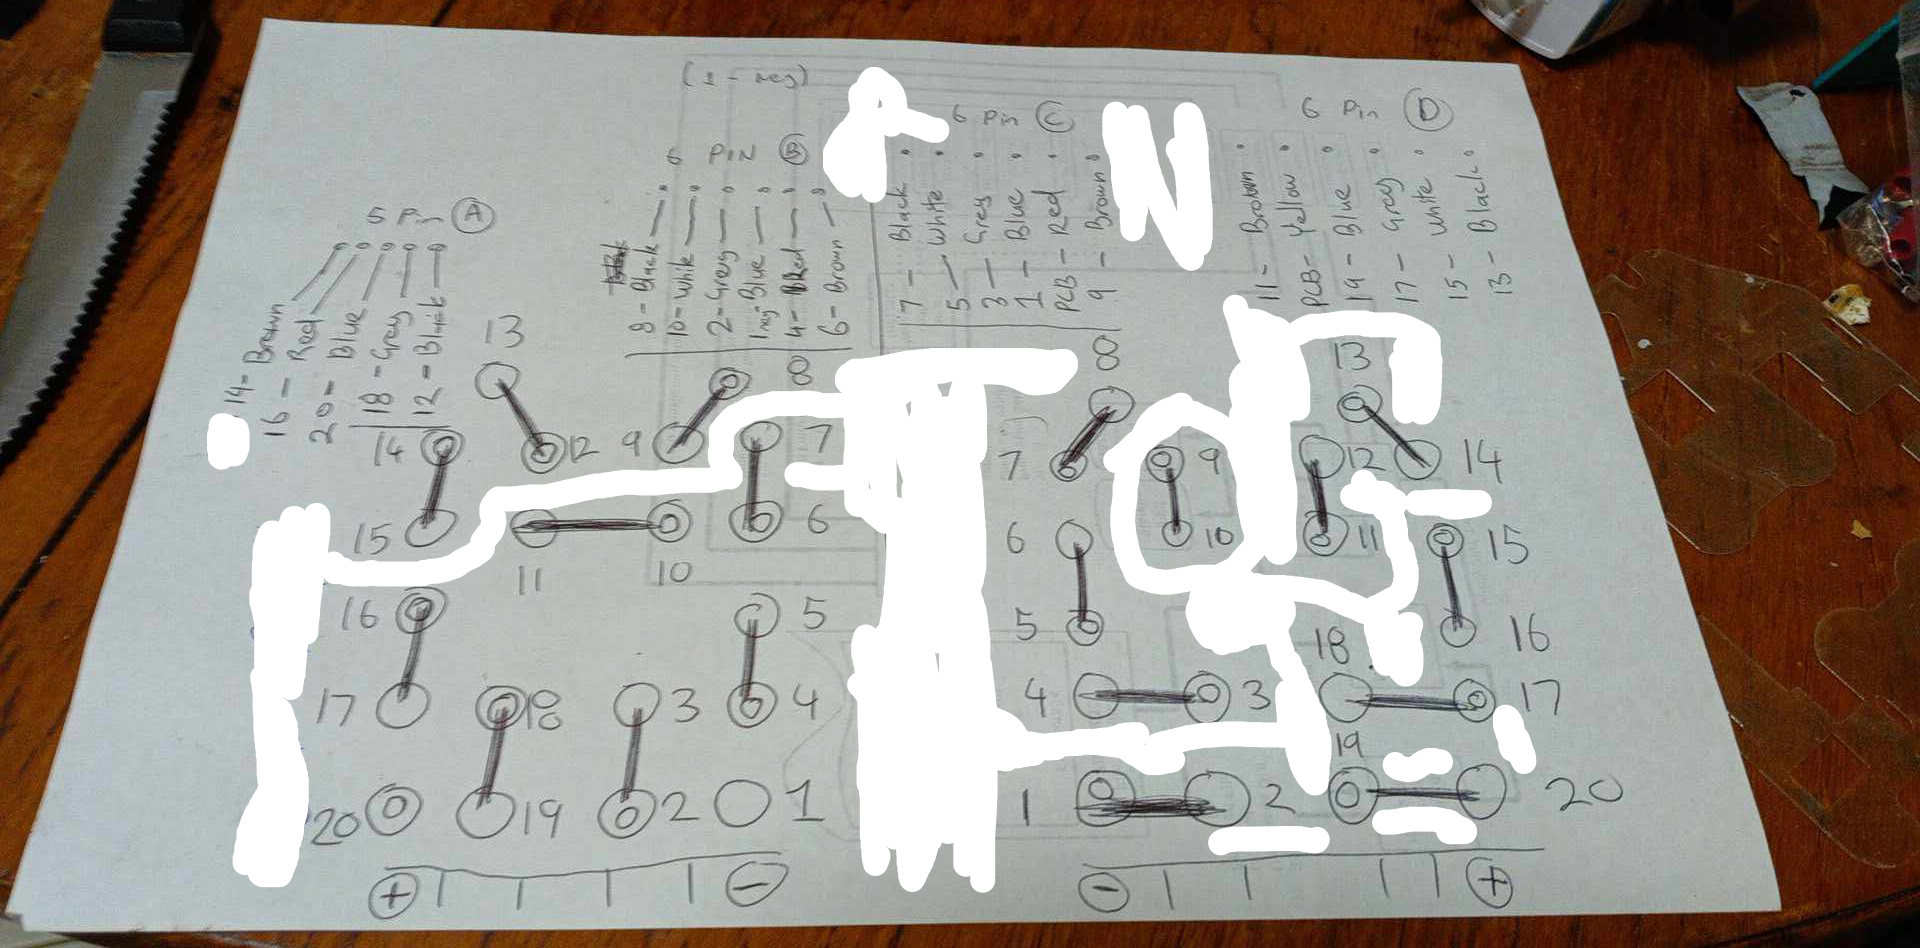 (1 - neg)
5 Pin A
14 - Brown
16 - Red
20 - Blue
18 - Grey
12 - Black
6 PIN B
8 - Black
10 - White
2 - Grey
1 neg - Blue
4 - Red
6 - Brown
6 Pin C
7 - Black
5 - White
3 - Grey
1 - Blue
PCB - Red
9 - Brown
6 Pin D
11 - Brown
PCB - Yellow
19 - Blue
17 - Grey
15 - White
13 - Black
13 8
14 12 9 7
15 6
11 10
16 5
17 18 3 4
20 19 2 1
+ -
8 13
7 9 12 14
6 10 11 15
5 18 16
4 3 17
19
1 2 20
- +